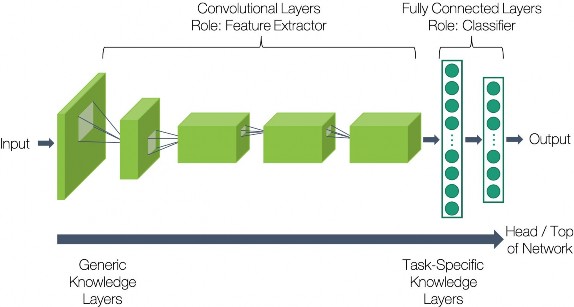 Convolutional Layers
Role: Feature Extractor
Fully Connected Layers
Role: Classifier
Input
Output
Head / Top
of Network
Generic
Knowledge
Layers
Task-Specific
Knowledge
Layers